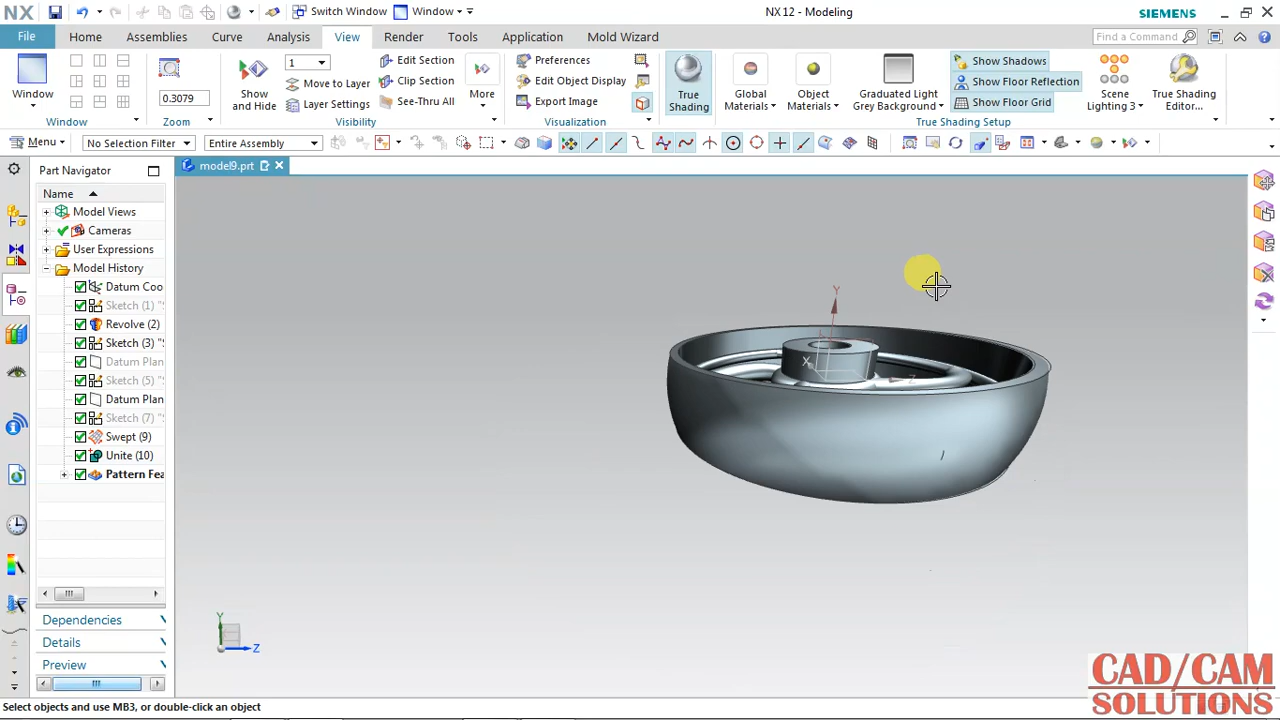 NX Switch Window Window NX 12 - Modeling SIEMENS
File Home Assemblies Curve Analysis View Render Tools Application Mold Wizard Find a Command
Window 0.3079 Show and Hide 1 Move to Layer Layer Settings Edit Section Clip Section See-Thru All More Preferences Edit Object Display Export Image True Shading Global Materials Object Materials Graduated Light Grey Background Show Shadows Show Floor Reflection Show Floor Grid Scene Lighting 3 True Shading Editor...
Window Zoom Visibility Visualization True Shading Setup
Menu No Selection Filter Entire Assembly
Part Navigator model9.prt
Name
Model Views
Cameras
User Expressions
Model History
Datum Coo
Sketch (1) "S
Revolve (2)
Sketch (3) "S
Datum Plan
Sketch (5) "S
Datum Plan
Sketch (7) "S
Swept (9)
Unite (10)
Pattern Fea
Y
X
Z
Y
Z
Dependencies
Details
Preview
Select objects and use MB3, or double-click an object
CAD/CAM
SOLUTIONS